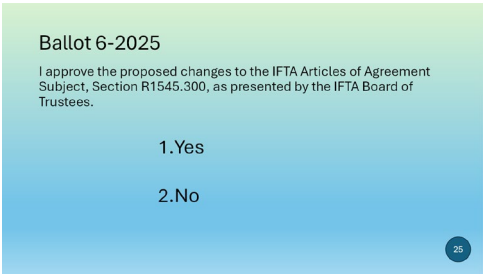 Ballot 6-2025
I approve the proposed changes to the IFTA Articles of Agreement
Subject, Section R1545.300, as presented by the IFTA Board of
Trustees.
1.Yes
2.No
25